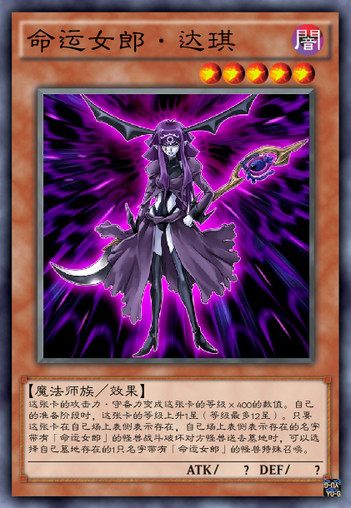 命运女郎·达琪
闇
【魔法师族／效果】
这张卡的攻击力·守备力变成这张卡的等级×400的数值。自己
的准备阶段时，这张卡的等级上升1星（等级最多12星）。只要
这张卡在自己场上表侧表示存在，自己场上表侧表示存在的名字
带有「命运女郎」的怪兽战斗破坏对方怪兽送去墓地时，可以
选择自己墓地存在的1只名字带有「命运女郎」的怪兽特殊召唤。
ATK／ ? DEF／ ?
YU-G